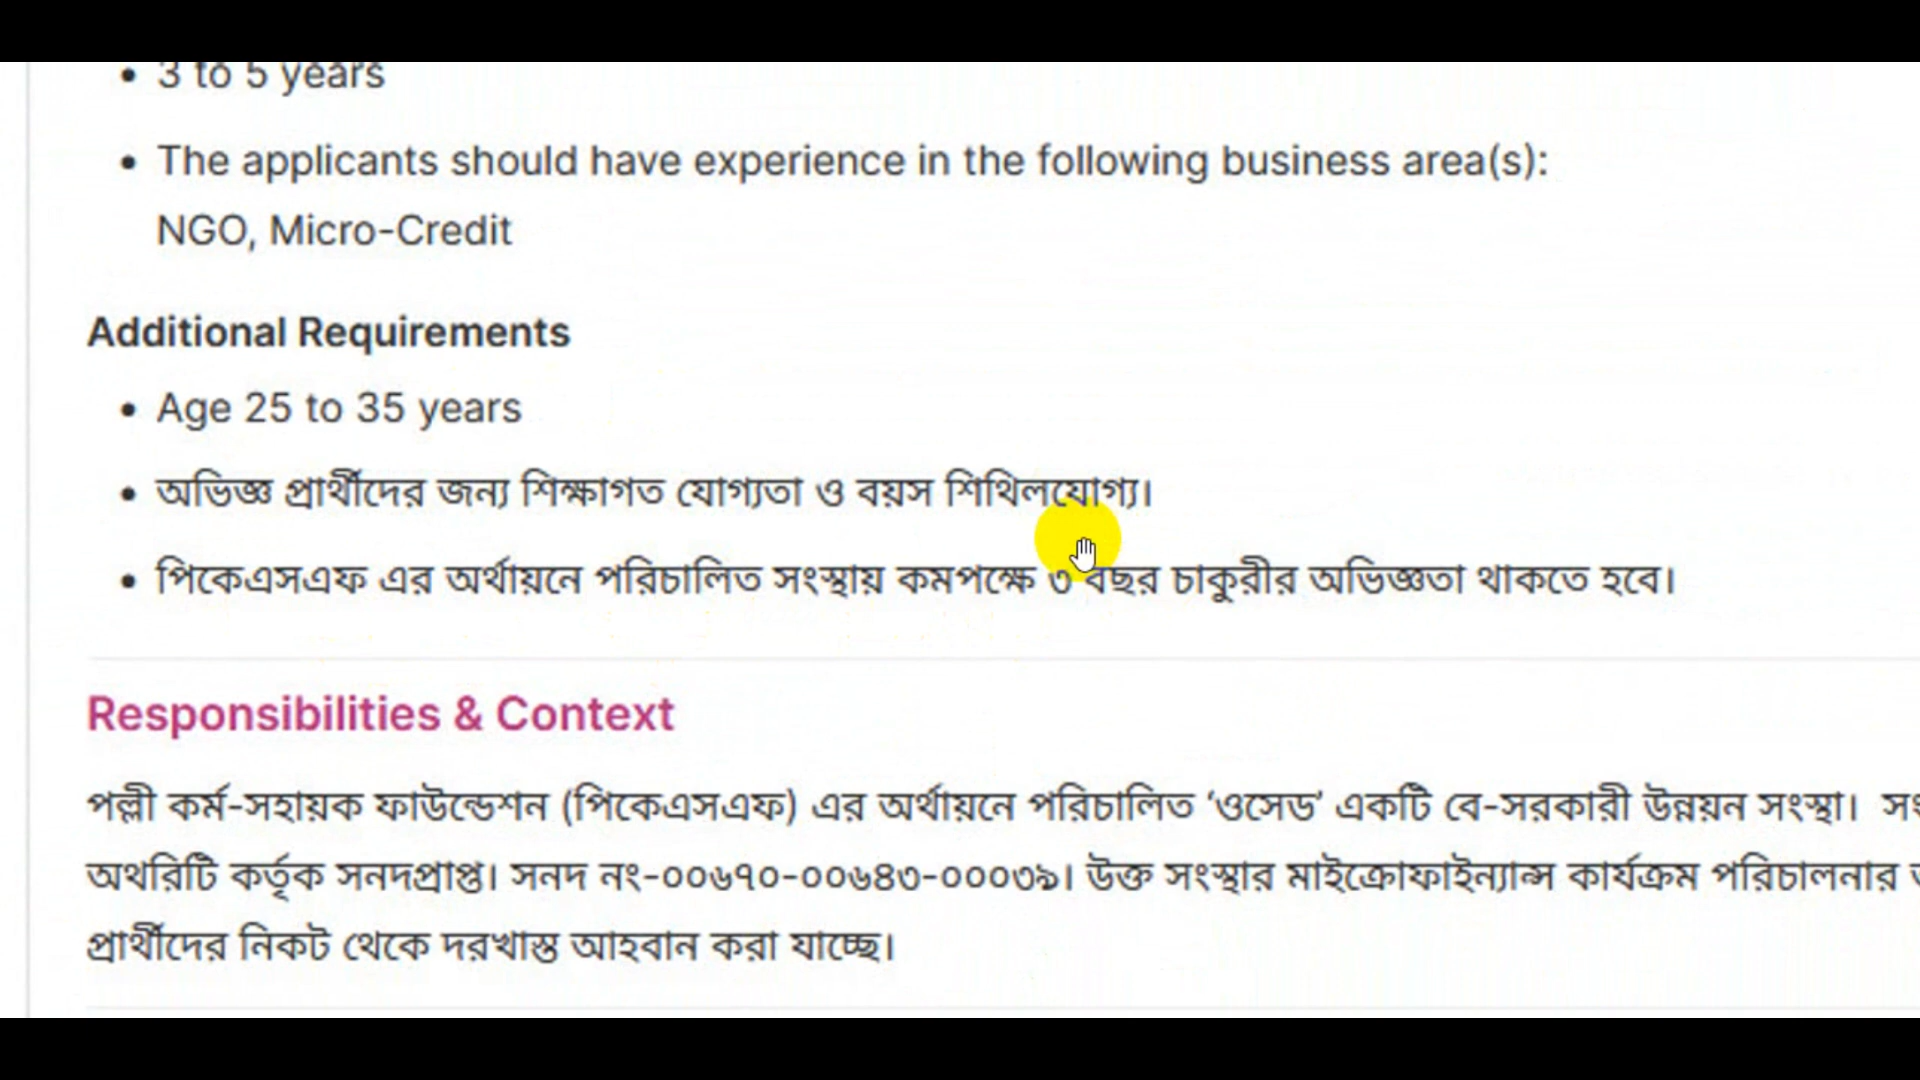 3 to 5 years
The applicants should have experience in the following business area(s):
NGO, Micro-Credit
Additional Requirements
Age 25 to 35 years
অভিজ্ঞ প্রার্থীদের জন্য শিক্ষাগত যোগ্যতা ও বয়স শিথিলযোগ্য।
পিকেএসএফ এর অর্থায়নে পরিচালিত সংস্থায় কমপক্ষে ৩ বছর চাকুরীর অভিজ্ঞতা থাকতে হবে।
Responsibilities & Context
পল্লী কর্ম-সহায়ক ফাউন্ডেশন (পিকেএসএফ) এর অর্থায়নে পরিচালিত ‘ওসেড’ একটি বে-সরকারী উন্নয়ন সংস্থা।
অথরিটি কর্তৃক সনদপ্রাপ্ত। সনদ নং-০০৬৭০-০০৬৪৩-০০০৩৯। উক্ত সংস্থার মাইক্রোফাইন্যান্স কার্যক্রম পরিচালনার
প্রার্থীদের নিকট থেকে দরখাস্ত আহবান করা যাচ্ছে।